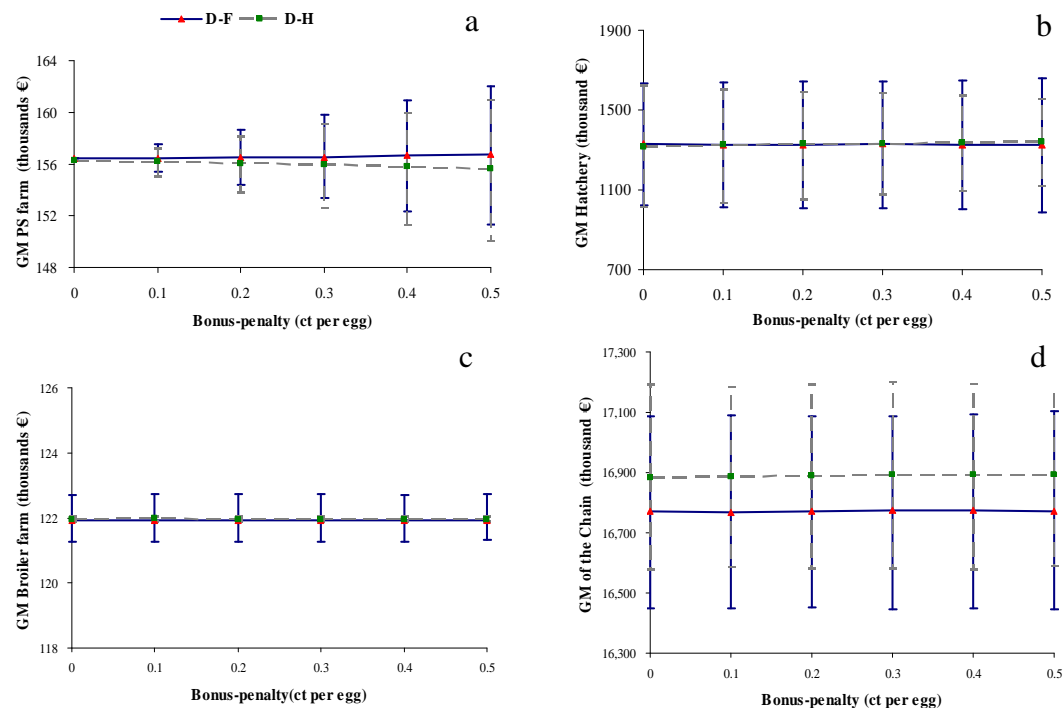 D-F D-H
a
GM PS farm (thousands €)
164
160
156
152
148
0 0.1 0.2 0.3 0.4 0.5
Bonus-penalty (ct per egg)
b
GM Hatchery (thousand €)
1900
1500
1100
700
0 0.1 0.2 0.3 0.4 0.5
Bonus-penalty (ct per egg)
c
GM Broiler farm (thousands €)
126
124
122
120
118
0 0.1 0.2 0.3 0.4 0.5
Bonus-penalty(ct per egg)
d
GM of the Chain (thousand €)
17,300
17,100
16,900
16,700
16,500
16,300
0 0.1 0.2 0.3 0.4 0.5
Bonus-penalty (ct per egg)